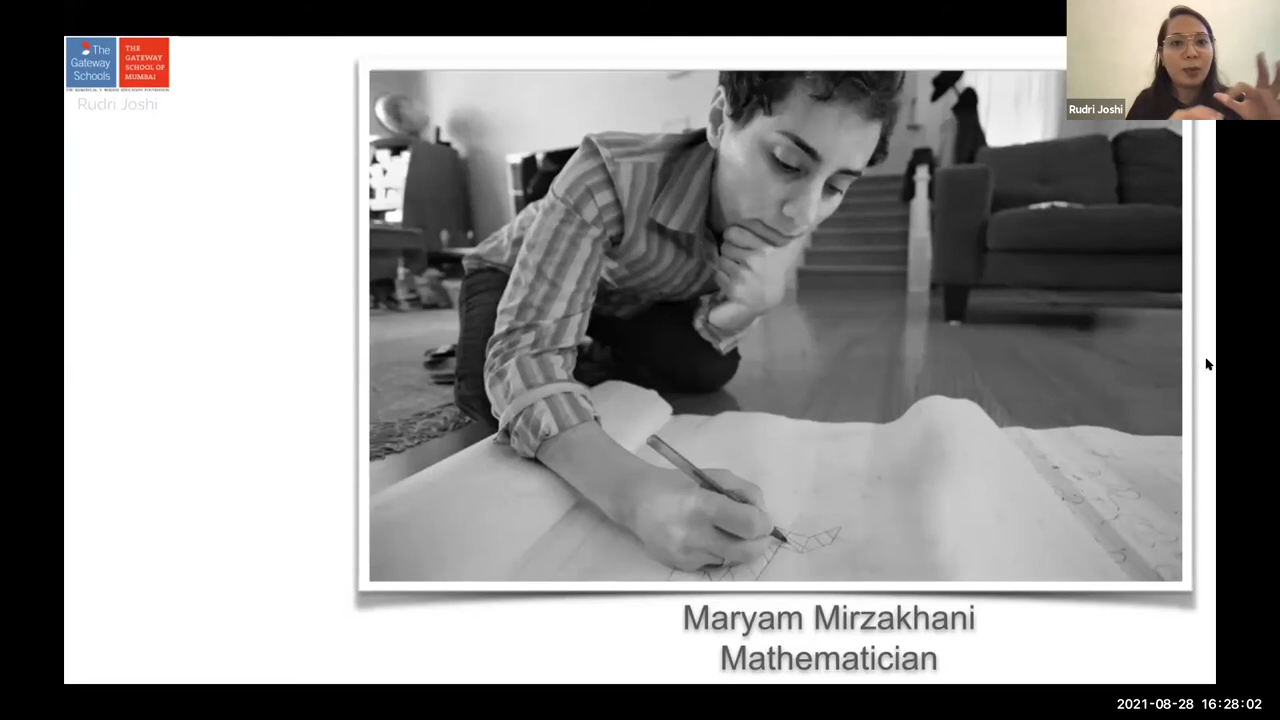 The
Gateway
Schools
THE
GATEWAY
SCHOOL OF
MUMBAI
Rudri Joshi
Rudri Joshi
Maryam Mirzakhani
Mathematician
2021-08-28 16:28:02